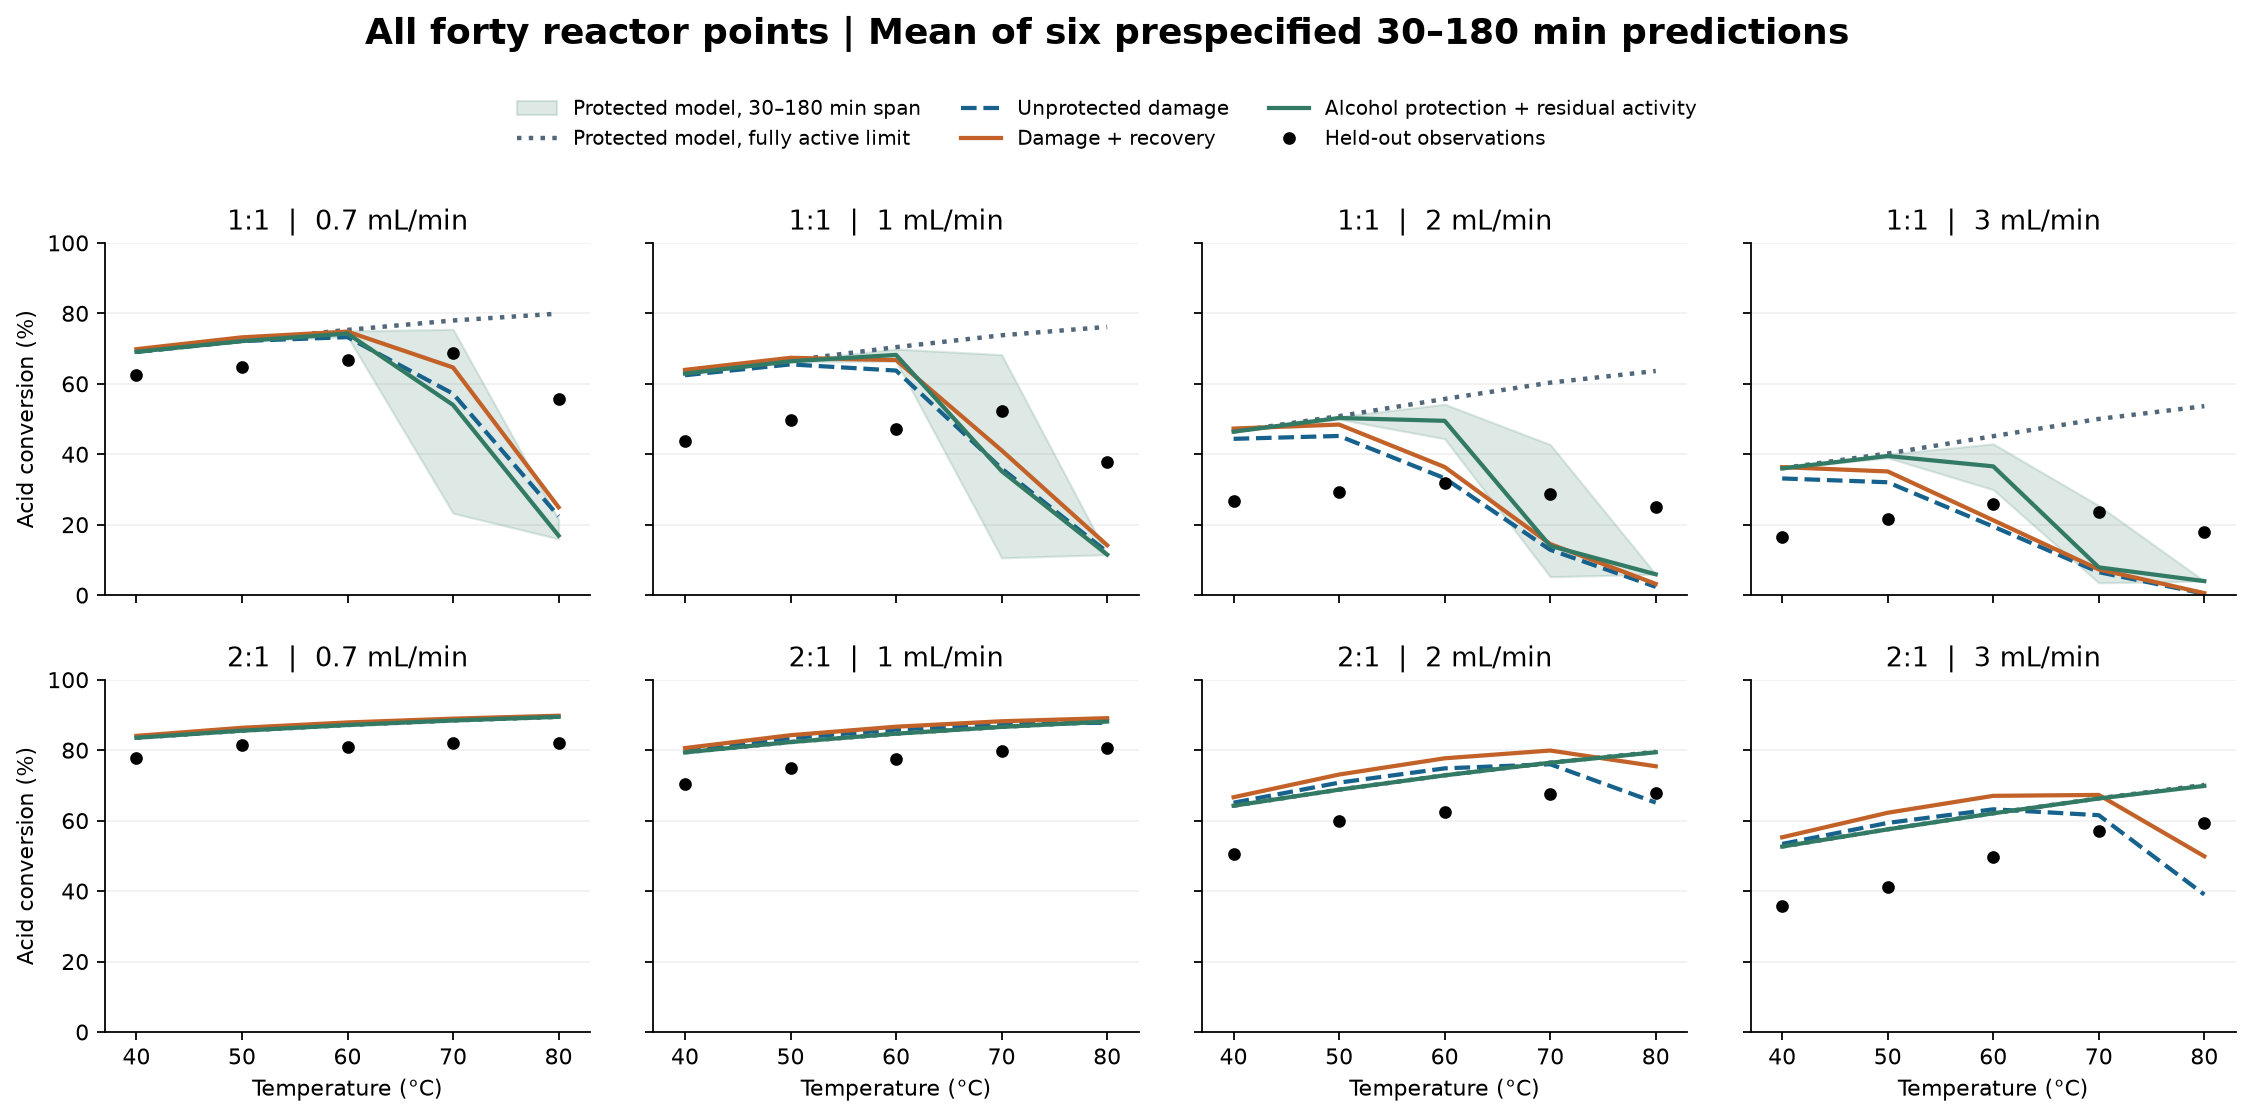 All forty reactor points | Mean of six prespecified 30–180 min predictions
Protected model, 30–180 min span
Unprotected damage
Alcohol protection + residual activity
Protected model, fully active limit
Damage + recovery
Held-out observations
1:1 | 0.7 mL/min
1:1 | 1 mL/min
1:1 | 2 mL/min
1:1 | 3 mL/min
Acid conversion (%)
100
80
60
40
20
0
2:1 | 0.7 mL/min
2:1 | 1 mL/min
2:1 | 2 mL/min
2:1 | 3 mL/min
Acid conversion (%)
100
80
60
40
20
0
40 50 60 70 80
40 50 60 70 80
40 50 60 70 80
40 50 60 70 80
Temperature (°C)
Temperature (°C)
Temperature (°C)
Temperature (°C)